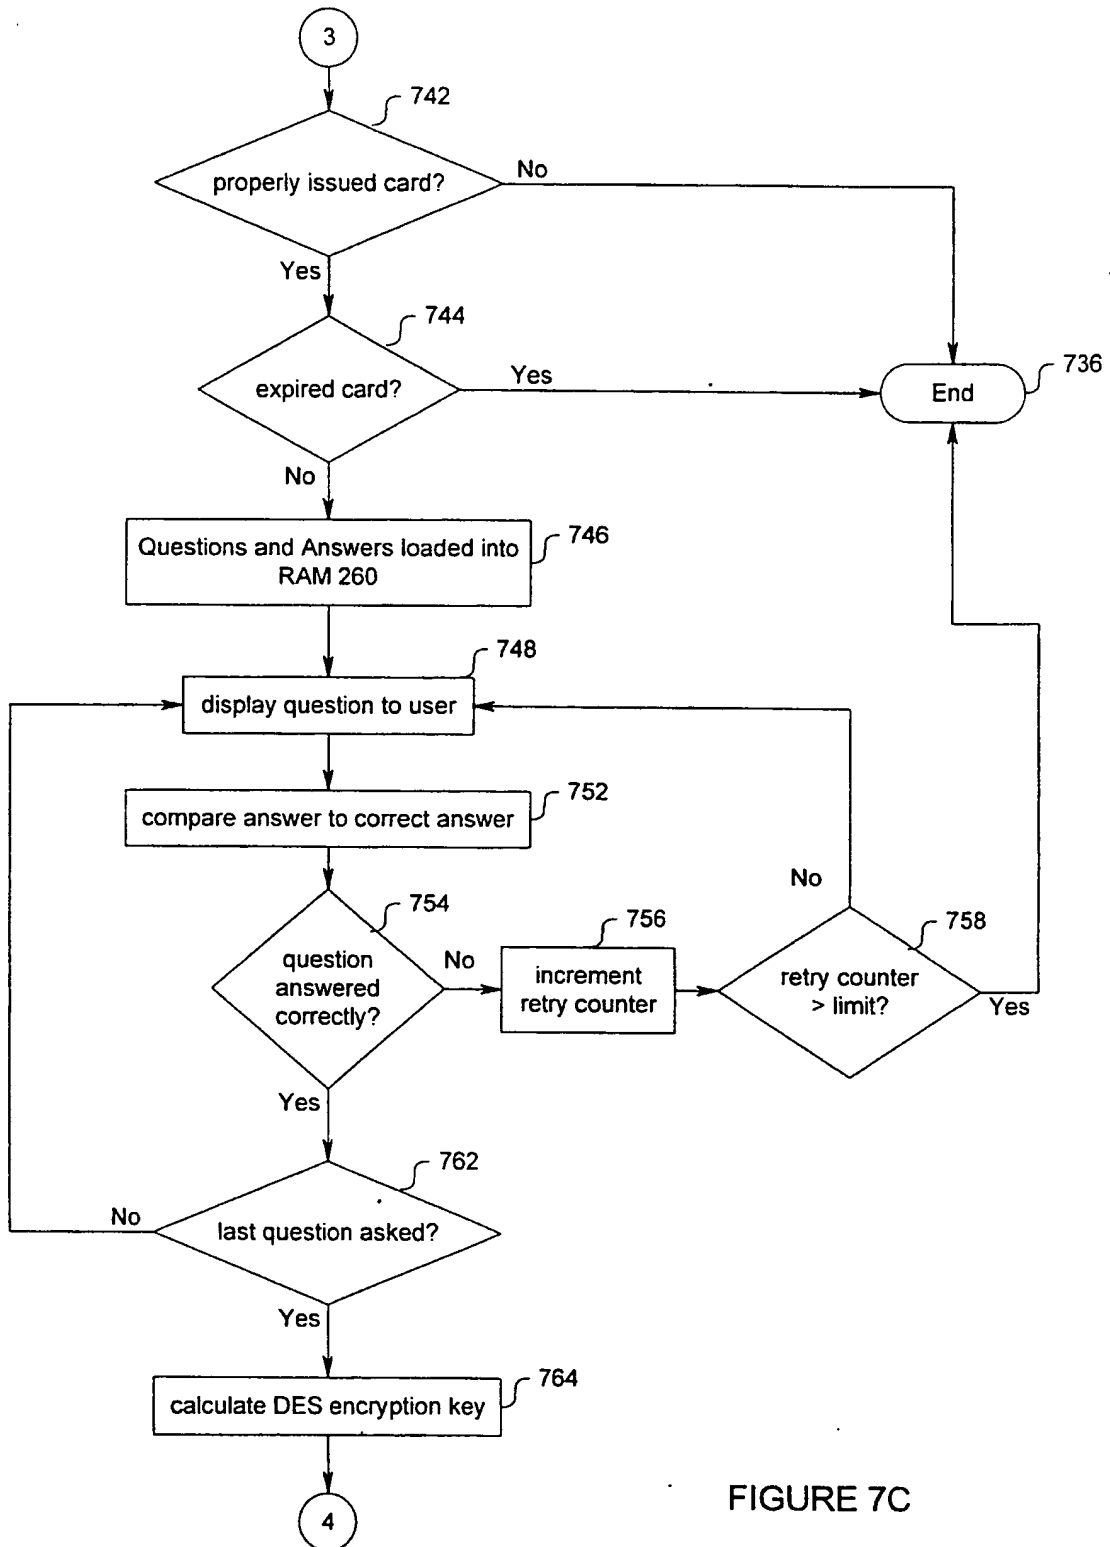 3
742
properly issued card?
No
Yes
744
expired card?
Yes
End
736
No
Questions and Answers loaded into
RAM 260
746
748
display question to user
compare answer to correct answer
752
No
754
question
answered
correctly?
No
756
increment
retry counter
758
retry counter
> limit?
Yes
Yes
762
No
last question asked?
Yes
764
calculate DES encryption key
4
FIGURE 7C